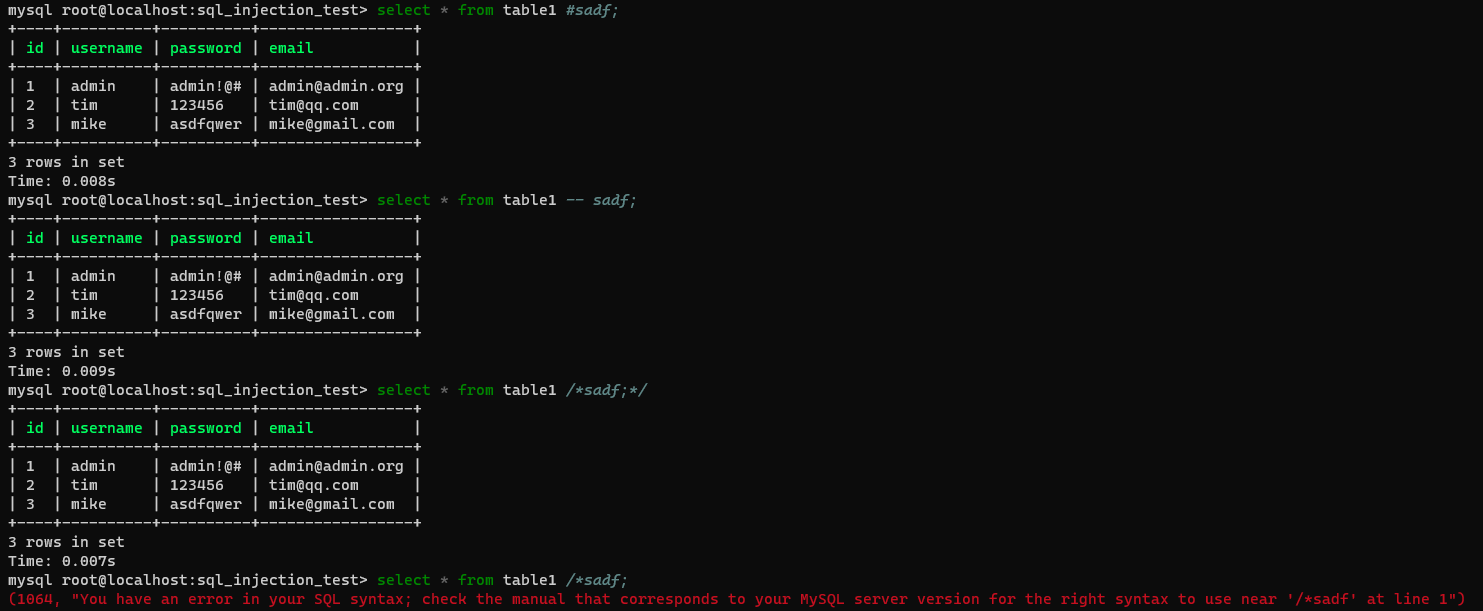 mysql root@localhost:sql_injection_test> select * from table1 #sadf;
+----+----------+----------+-----------------+
| id | username | password | email           |
+----+----------+----------+-----------------+
| 1  | admin    | admin!@# | admin@admin.org |
| 2  | tim      | 123456   | tim@qq.com      |
| 3  | mike     | asdfqwer | mike@gmail.com  |
+----+----------+----------+-----------------+
3 rows in set
Time: 0.008s
mysql root@localhost:sql_injection_test> select * from table1 -- sadf;
+----+----------+----------+-----------------+
| id | username | password | email           |
+----+----------+----------+-----------------+
| 1  | admin    | admin!@# | admin@admin.org |
| 2  | tim      | 123456   | tim@qq.com      |
| 3  | mike     | asdfqwer | mike@gmail.com  |
+----+----------+----------+-----------------+
3 rows in set
Time: 0.009s
mysql root@localhost:sql_injection_test> select * from table1 /*sadf;*/
+----+----------+----------+-----------------+
| id | username | password | email           |
+----+----------+----------+-----------------+
| 1  | admin    | admin!@# | admin@admin.org |
| 2  | tim      | 123456   | tim@qq.com      |
| 3  | mike     | asdfqwer | mike@gmail.com  |
+----+----------+----------+-----------------+
3 rows in set
Time: 0.007s
mysql root@localhost:sql_injection_test> select * from table1 /*sadf;
(1064, "You have an error in your SQL syntax; check the manual that corresponds to your MySQL server version for the right syntax to use near '/*sadf' at line 1")